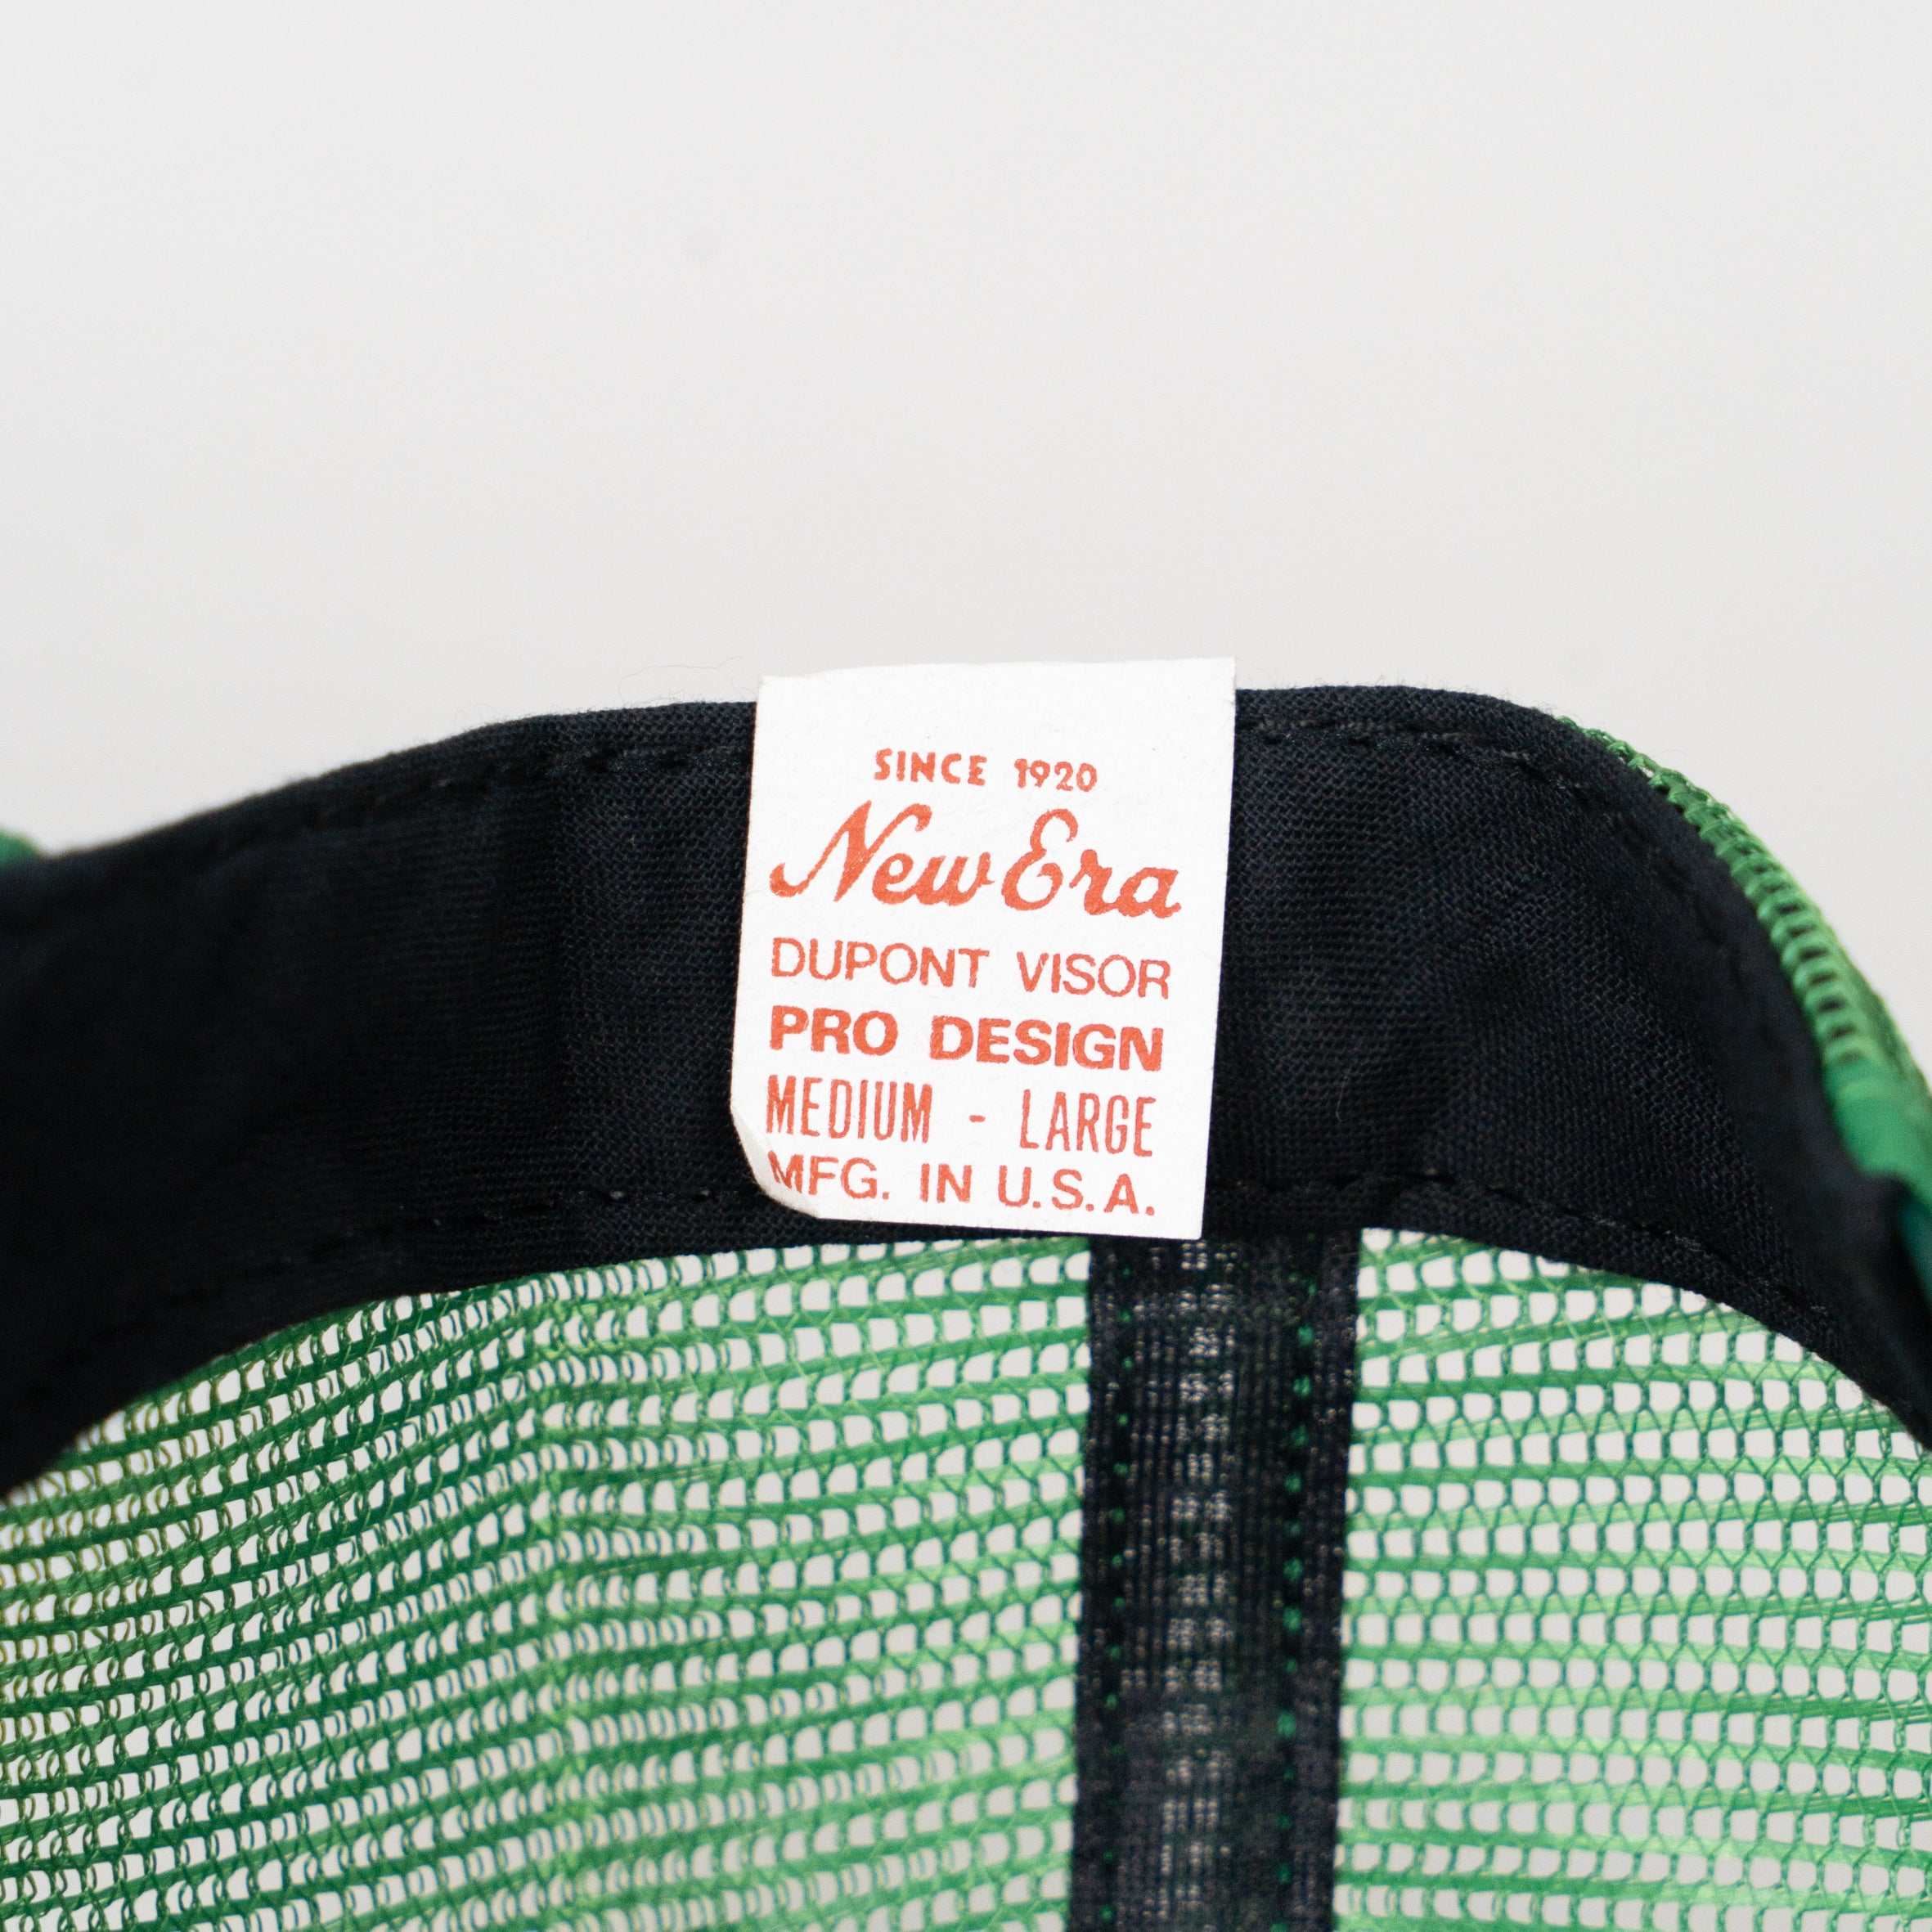 SINCE 1920
New Era
DUPONT VISOR
PRO DESIGN
MEDIUM - LARGE
MFG. IN U.S.A.